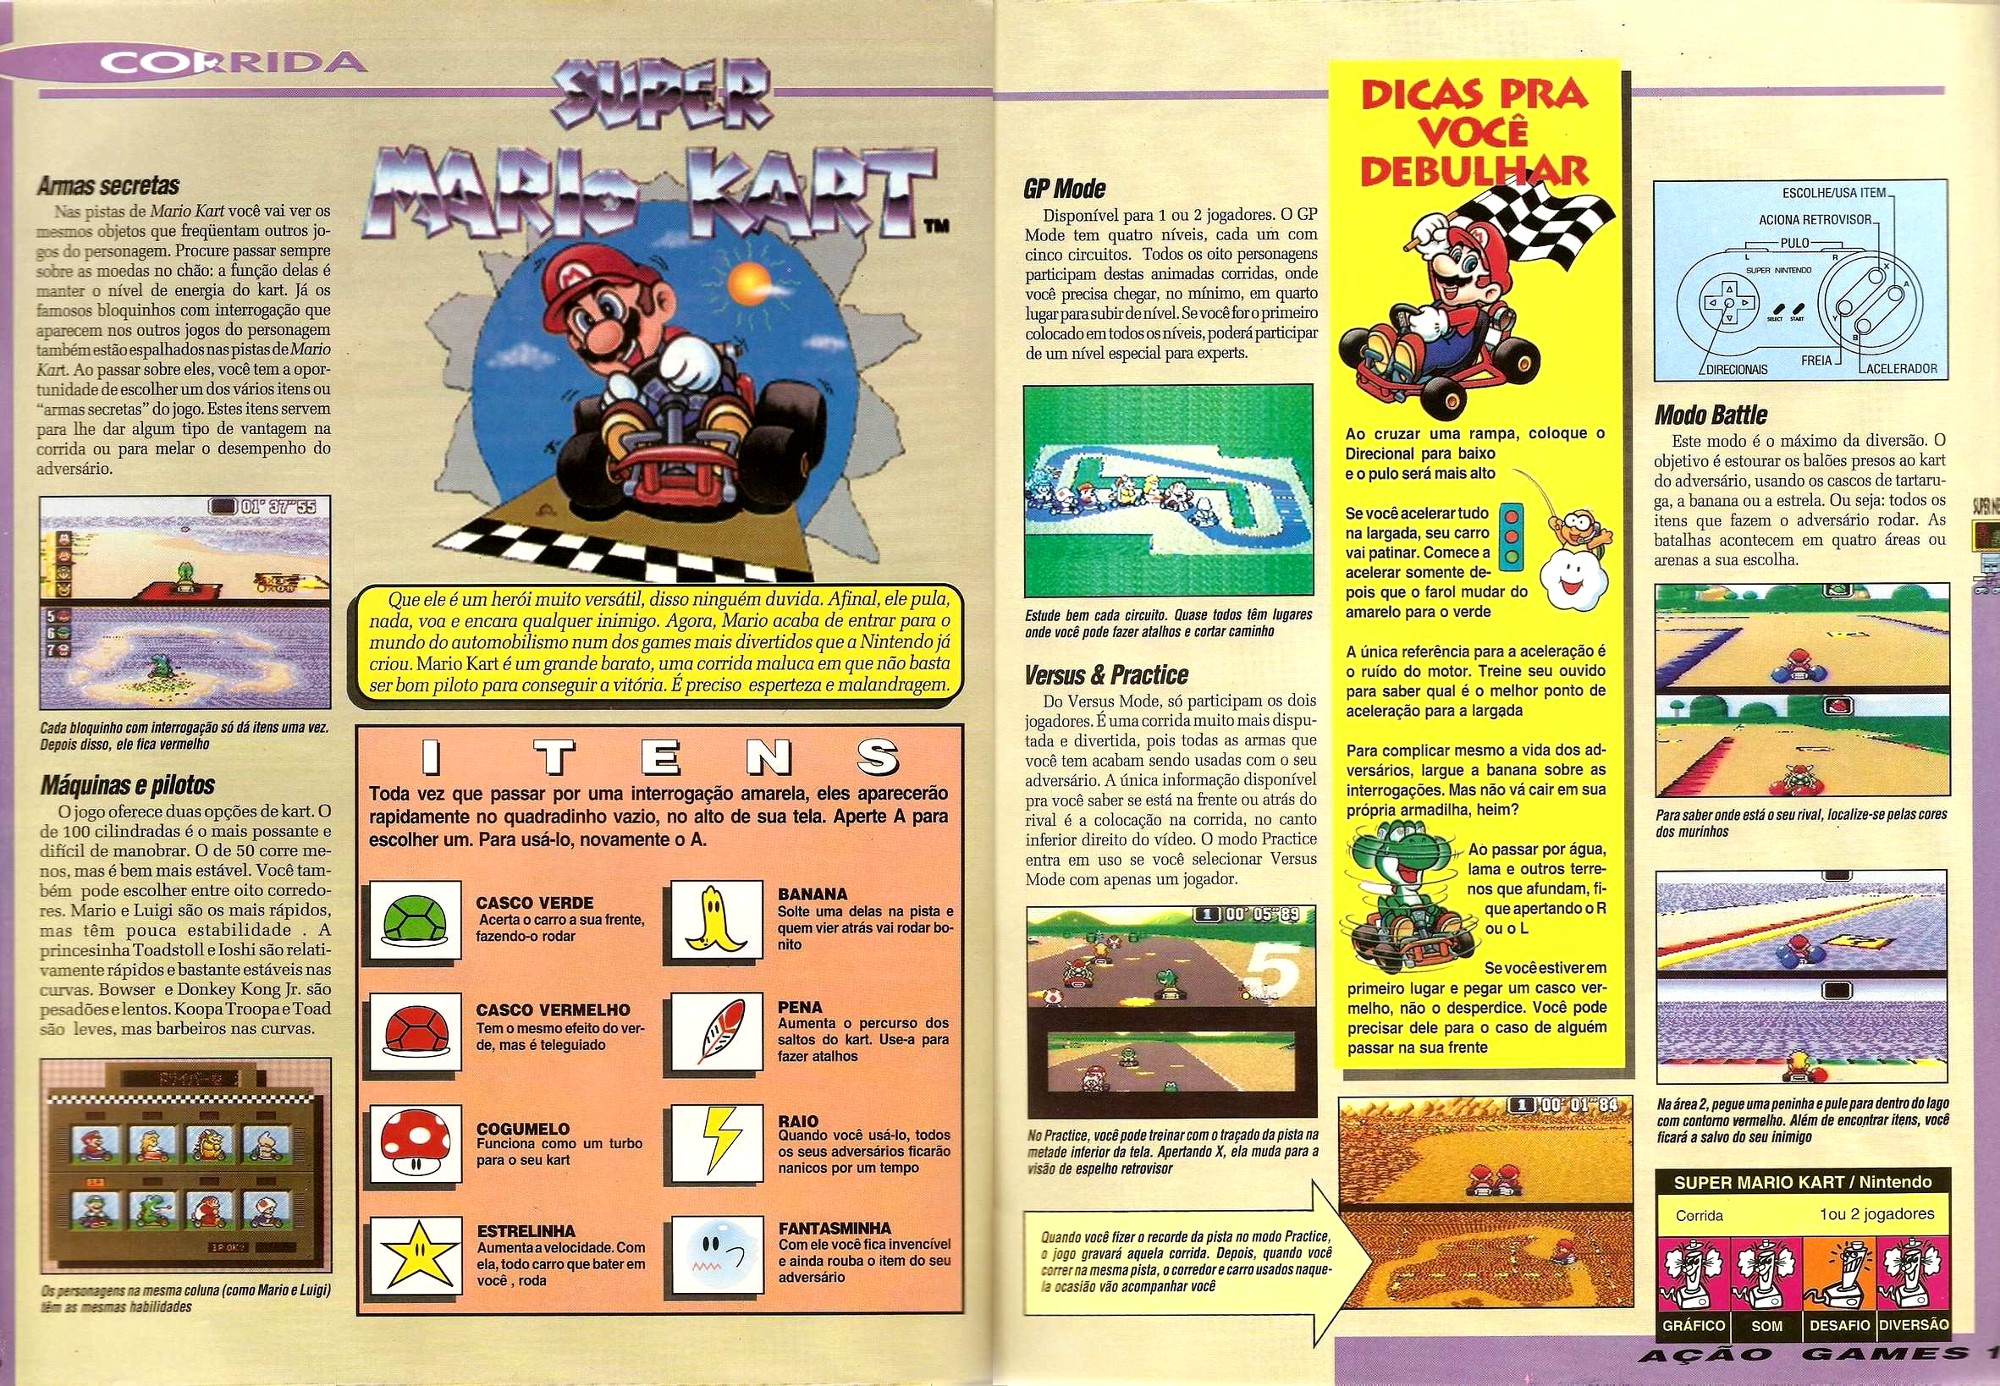 CORRIDA
SUPER
MARIO KART™
Armas secretas
Nas pistas de Mario Kart você vai ver os
mesmos objetos que freqüentam outros jo-
gos do personagem. Procure passar sempre
sobre as moedas no chão: a função delas é
manter o nível de energia do kart. Já os
famosos bloquinhos com interrogação que
aparecem nos outros jogos do personagem
também estão espalhados nas pistas de Mario
Kart. Ao passar sobre eles, você tem a opor-
tunidade de escolher um dos vários itens ou
“armas secretas” do jogo. Estes itens servem
para lhe dar algum tipo de vantagem na
corrida ou para melar o desempenho do
adversário.
01'37"55
5
6
7
Cada bloquinho com interrogação só dá itens uma vez.
Depois disso, ele fica vermelho
Máquinas e pilotos
O jogo oferece duas opções de kart. O
de 100 cilindradas é o mais possante e
difícil de manobrar. O de 50 corre me-
nos, mas é bem mais estável. Você tam-
bém pode escolher entre oito corredo-
res. Mario e Luigi são os mais rápidos,
mas têm pouca estabilidade . A
princesinha Toadstoll e Ioshi são relati-
vamente rápidos e bastante estáveis nas
curvas. Bowser e Donkey Kong Jr. são
pesadões e lentos. Koopa Troopa e Toad
são leves, mas barbeiros nas curvas.
1P OK?
Os personagens na mesma coluna (como Mario e Luigi)
têm as mesmas habilidades
Que ele é um herói muito versátil, disso ninguém duvida. Afinal, ele pula,
nada, voa e encara qualquer inimigo. Agora, Mario acaba de entrar para o
mundo do automobilismo num dos games mais divertidos que a Nintendo já
criou. Mario Kart é um grande barato, uma corrida maluca em que não basta
ser bom piloto para conseguir a vitória. É preciso esperteza e malandragem.
ITENS
Toda vez que passar por uma interrogação amarela, eles aparecerão
rapidamente no quadradinho vazio, no alto de sua tela. Aperte A para
escolher um. Para usá-lo, novamente o A.
CASCO VERDE
Acerta o carro a sua frente,
fazendo-o rodar
CASCO VERMELHO
Tem o mesmo efeito do ver-
de, mas é teleguiado
COGUMELO
Funciona como um turbo
para o seu kart
ESTRELINHA
Aumenta a velocidade. Com
ela, todo carro que bater em
você , roda
BANANA
Solte uma delas na pista e
quem vier atrás vai rodar bo-
nito
PENA
Aumenta o percurso dos
saltos do kart. Use-a para
fazer atalhos
RAIO
Quando você usá-lo, todos
os seus adversários ficarão
nanicos por um tempo
FANTASMINHA
Com ele você fica invencível
e ainda rouba o item do seu
adversário
GP Mode
Disponível para 1 ou 2 jogadores. O GP
Mode tem quatro níveis, cada um com
cinco circuitos. Todos os oito personagens
participam destas animadas corridas, onde
você precisa chegar, no mínimo, em quarto
lugar para subir de nível. Se você for o primeiro
colocado em todos os níveis, poderá participar
de um nível especial para experts.
Estude bem cada circuito. Quase todos têm lugares
onde você pode fazer atalhos e cortar caminho
Versus & Practice
Do Versus Mode, só participam os dois
jogadores. É uma corrida muito mais dispu-
tada e divertida, pois todas as armas que
você tem acabam sendo usadas com o seu
adversário. A única informação disponível
pra você saber se está na frente ou atrás do
rival é a colocação na corrida, no canto
inferior direito do vídeo. O modo Practice
entra em uso se você selecionar Versus
Mode com apenas um jogador.
1 00'05"89
5
No Practice, você pode treinar com o traçado da pista na
metade inferior da tela. Apertando X, ela muda para a
visão de espelho retrovisor
Quando você fizer o recorde da pista no modo Practice,
o jogo gravará aquela corrida. Depois, quando você
correr na mesma pista, o corredor e carro usados naque-
la ocasião vão acompanhar você
DICAS PRA
VOCÊ
DEBULHAR
Ao cruzar uma rampa, coloque o
Direcional para baixo
e o pulo será mais alto
Se você acelerar tudo
na largada, seu carro
vai patinar. Comece a
acelerar somente de-
pois que o farol mudar do
amarelo para o verde
A única referência para a aceleração é
o ruído do motor. Treine seu ouvido
para saber qual é o melhor ponto de
aceleração para a largada
Para complicar mesmo a vida dos ad-
versários, largue a banana sobre as
interrogações. Mas não vá cair em sua
própria armadilha, heim?
Ao passar por água,
lama e outros terre-
nos que afundam, fi-
que apertando o R
ou o L
Se você estiver em
primeiro lugar e pegar um casco ver-
melho, não o desperdice. Você pode
precisar dele para o caso de alguém
passar na sua frente
1 00'01"84
ESCOLHE/USA ITEM
ACIONA RETROVISOR
PULO
L
R
SUPER NINTENDO
X
A
Y
B
SELECT START
FREIA
DIRECIONAIS
ACELERADOR
Modo Battle
Este modo é o máximo da diversão. O
objetivo é estourar os balões presos ao kart
do adversário, usando os cascos de tartaru-
ga, a banana ou a estrela. Ou seja: todos os
itens que fazem o adversário rodar. As
batalhas acontecem em quatro áreas ou
arenas a sua escolha.
Para saber onde está o seu rival, localize-se pelas cores
dos murinhos
Na área 2, pegue uma peninha e pule para dentro do lago
com contorno vermelho. Além de encontrar itens, você
ficará a salvo do seu inimigo
SUPER MARIO KART / Nintendo
Corrida 1ou 2 jogadores
GRÁFICO SOM DESAFIO DIVERSÃO
AÇÃO GAMES 1